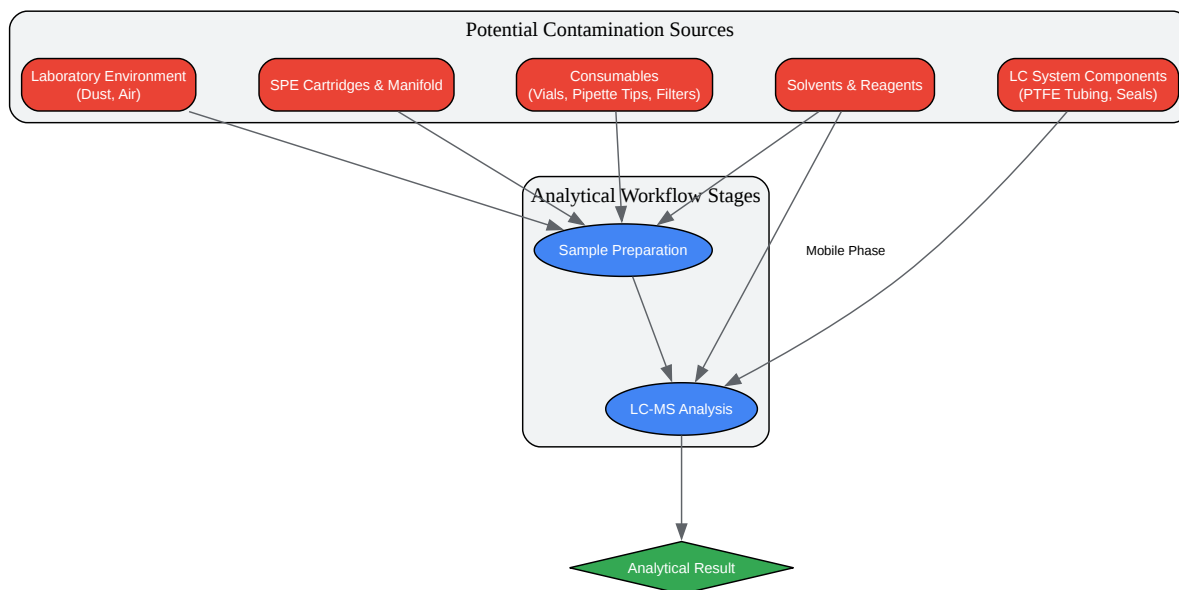 Potential Contamination Sources
Laboratory Environment
(Dust, Air)
SPE Cartridges & Manifold
Consumables
(Vials, Pipette Tips, Filters)
Solvents & Reagents
LC System Components
(PTFE Tubing, Seals)
Analytical Workflow Stages
Sample Preparation
Mobile Phase
LC-MS Analysis
Analytical Result